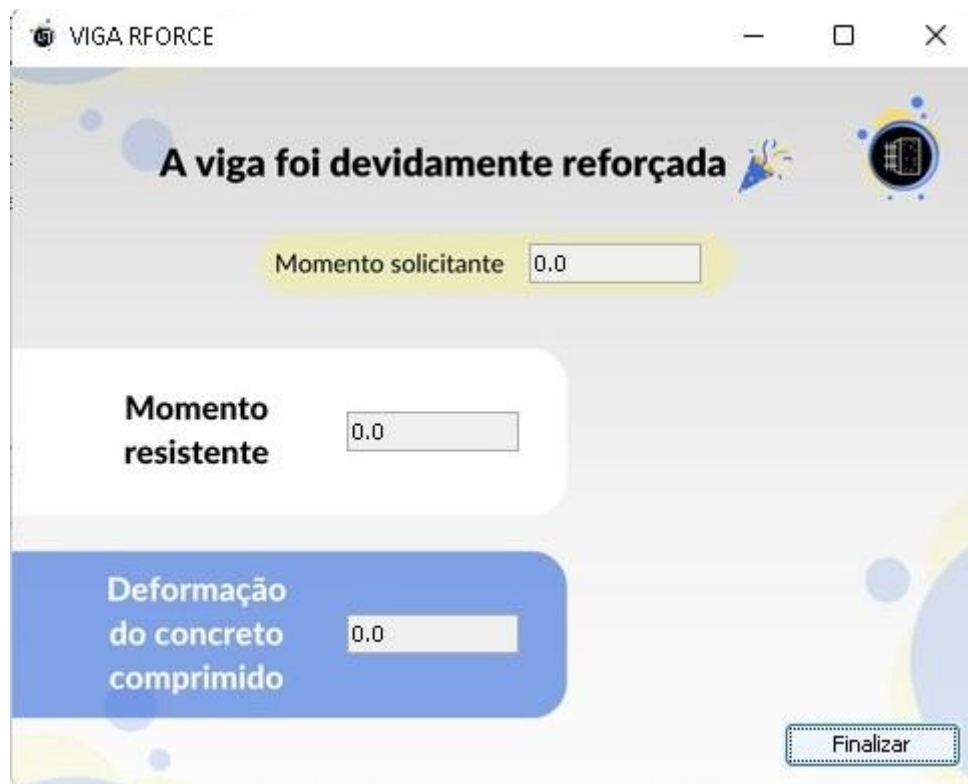 VIGA RFORCE
A viga foi devidamente reforçada
Momento solicitante 0.0
Momento
resistente
0.0
Deformação
do concreto
comprimido
0.0
Finalizar